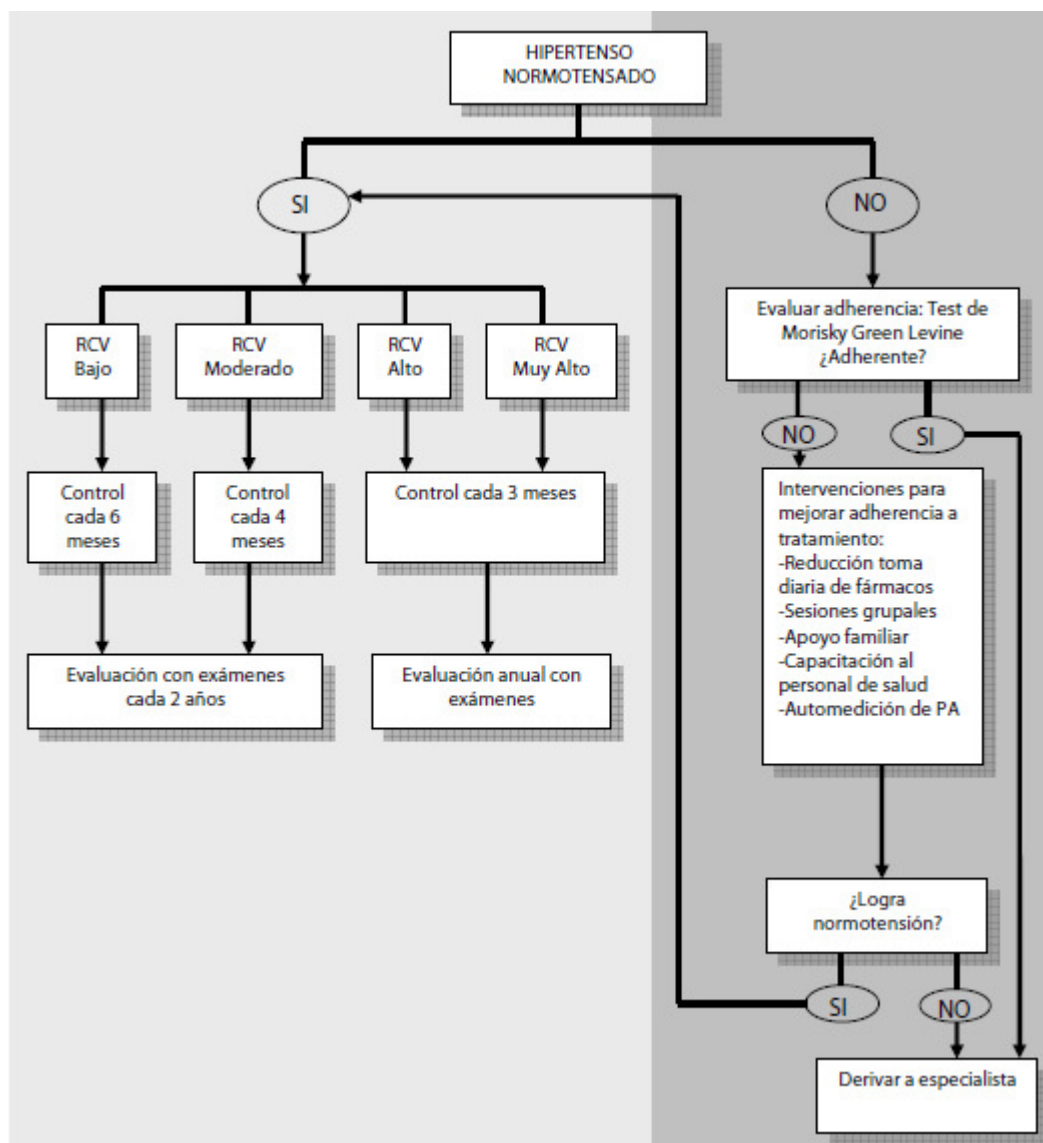 HIPERTENSO
NORMOTENSADO
SI
NO
RCV
Bajo
RCV
Moderado
RCV
Alto
RCV
Muy Alto
Control
cada 6
meses
Control
cada 4
meses
Control cada 3 meses
Evaluación con exámenes
cada 2 años
Evaluación anual con
exámenes
Evaluar adherencia: Test de
Morisky Green Levine
¿Adherente?
NO
SI
Intervenciones para
mejorar adherencia a
tratamiento:
-Reducción toma
diaria de fármacos
-Sesiones grupales
-Apoyo familiar
-Capacitación al
personal de salud
-Automedición de PA
¿Logra
normotensión?
SI
NO
Derivar a especialista